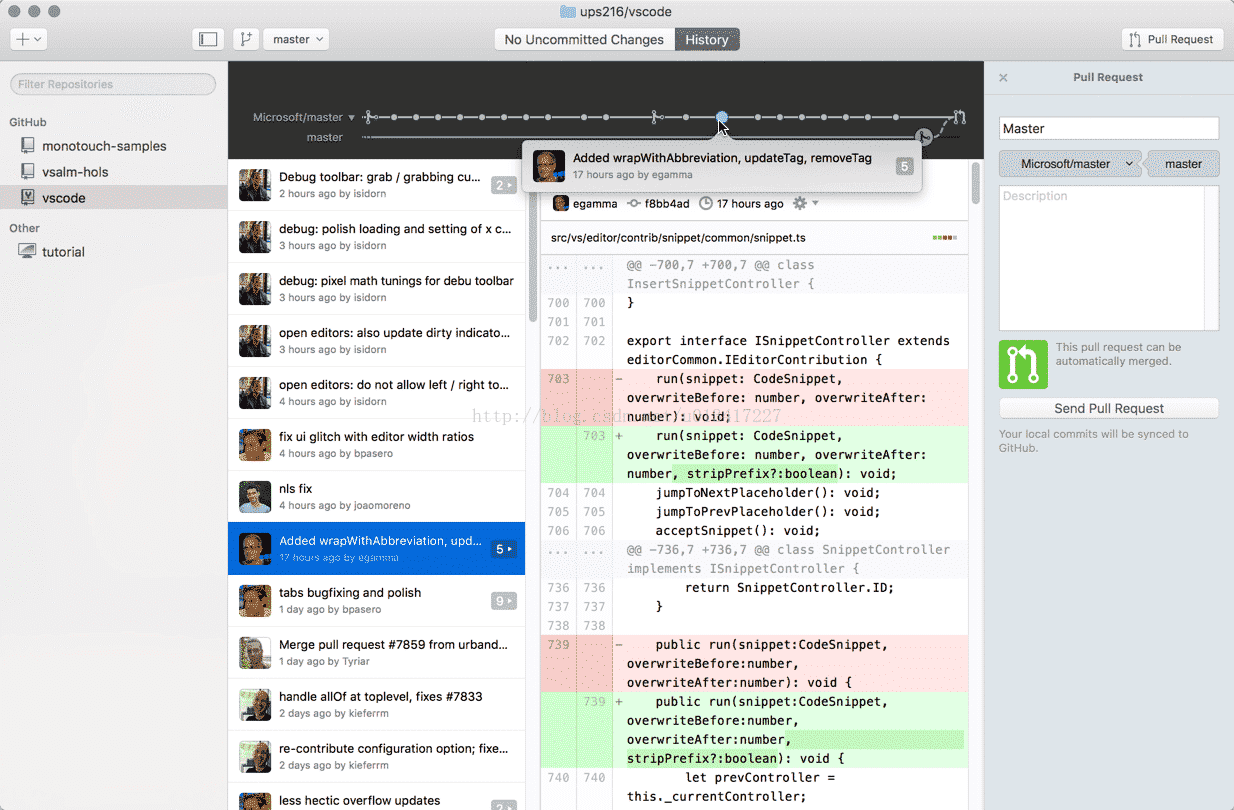 ups216/vscode
master
No Uncommitted Changes
History
Pull Request
Filter Repositories
GitHub
monotouch-samples
vsalm-hols
vscode
Other
tutorial
Microsoft/master
master
Added wrapWithAbbreviation, updateTag, removeTag
17 hours ago by egamma
5
Debug toolbar: grab / grabbing cu...
2 hours ago by isidorn
2
debug: polish loading and setting of x c...
3 hours ago by isidorn
debug: pixel math tunings for debu toolbar
3 hours ago by isidorn
open editors: also update dirty indicato...
3 hours ago by isidorn
open editors: do not allow left / right to...
4 hours ago by isidorn
fix ui glitch with editor width ratios
4 hours ago by bpasero
nls fix
4 hours ago by joaomoreno
Added wrapWithAbbreviation, upd...
17 hours ago by egamma
5
tabs bugfixing and polish
1 day ago by bpasero
9
Merge pull request #7859 from urband...
1 day ago by Tyriar
handle allOf at toplevel, fixes #7833
2 days ago by kieferrm
re-contribute configuration option; fixe...
2 days ago by kieferrm
less hectic overflow updates
2
egamma f8bb4ad 17 hours ago
src/vs/editor/contrib/snippet/common/snippet.ts
... ... @@ -700,7 +700,7 @@ class
InsertSnippetController {
700 700 }
701 701
702 702 export interface ISnippetController extends
editorCommon.IEditorContribution {
703 - run(snippet: CodeSnippet,
overwriteBefore: number, overwriteAfter:
number): void;
703 + run(snippet: CodeSnippet,
overwriteBefore: number, overwriteAfter:
number, stripPrefix?:boolean): void;
704 704 jumpToNextPlaceholder(): void;
705 705 jumpToPrevPlaceholder(): void;
706 706 acceptSnippet(): void;
... ... @@ -736,7 +736,7 @@ class SnippetController
implements ISnippetController {
736 736 return SnippetController.ID;
737 737 }
738 738
739 - public run(snippet:CodeSnippet,
overwriteBefore:number,
overwriteAfter:number): void {
739 + public run(snippet:CodeSnippet,
overwriteBefore:number,
overwriteAfter:number,
stripPrefix?:boolean): void {
740 740 let prevController =
this._currentController;
Pull Request
Master
Microsoft/master
master
Description
This pull request can be
automatically merged.
Send Pull Request
Your local commits will be synced to
GitHub.